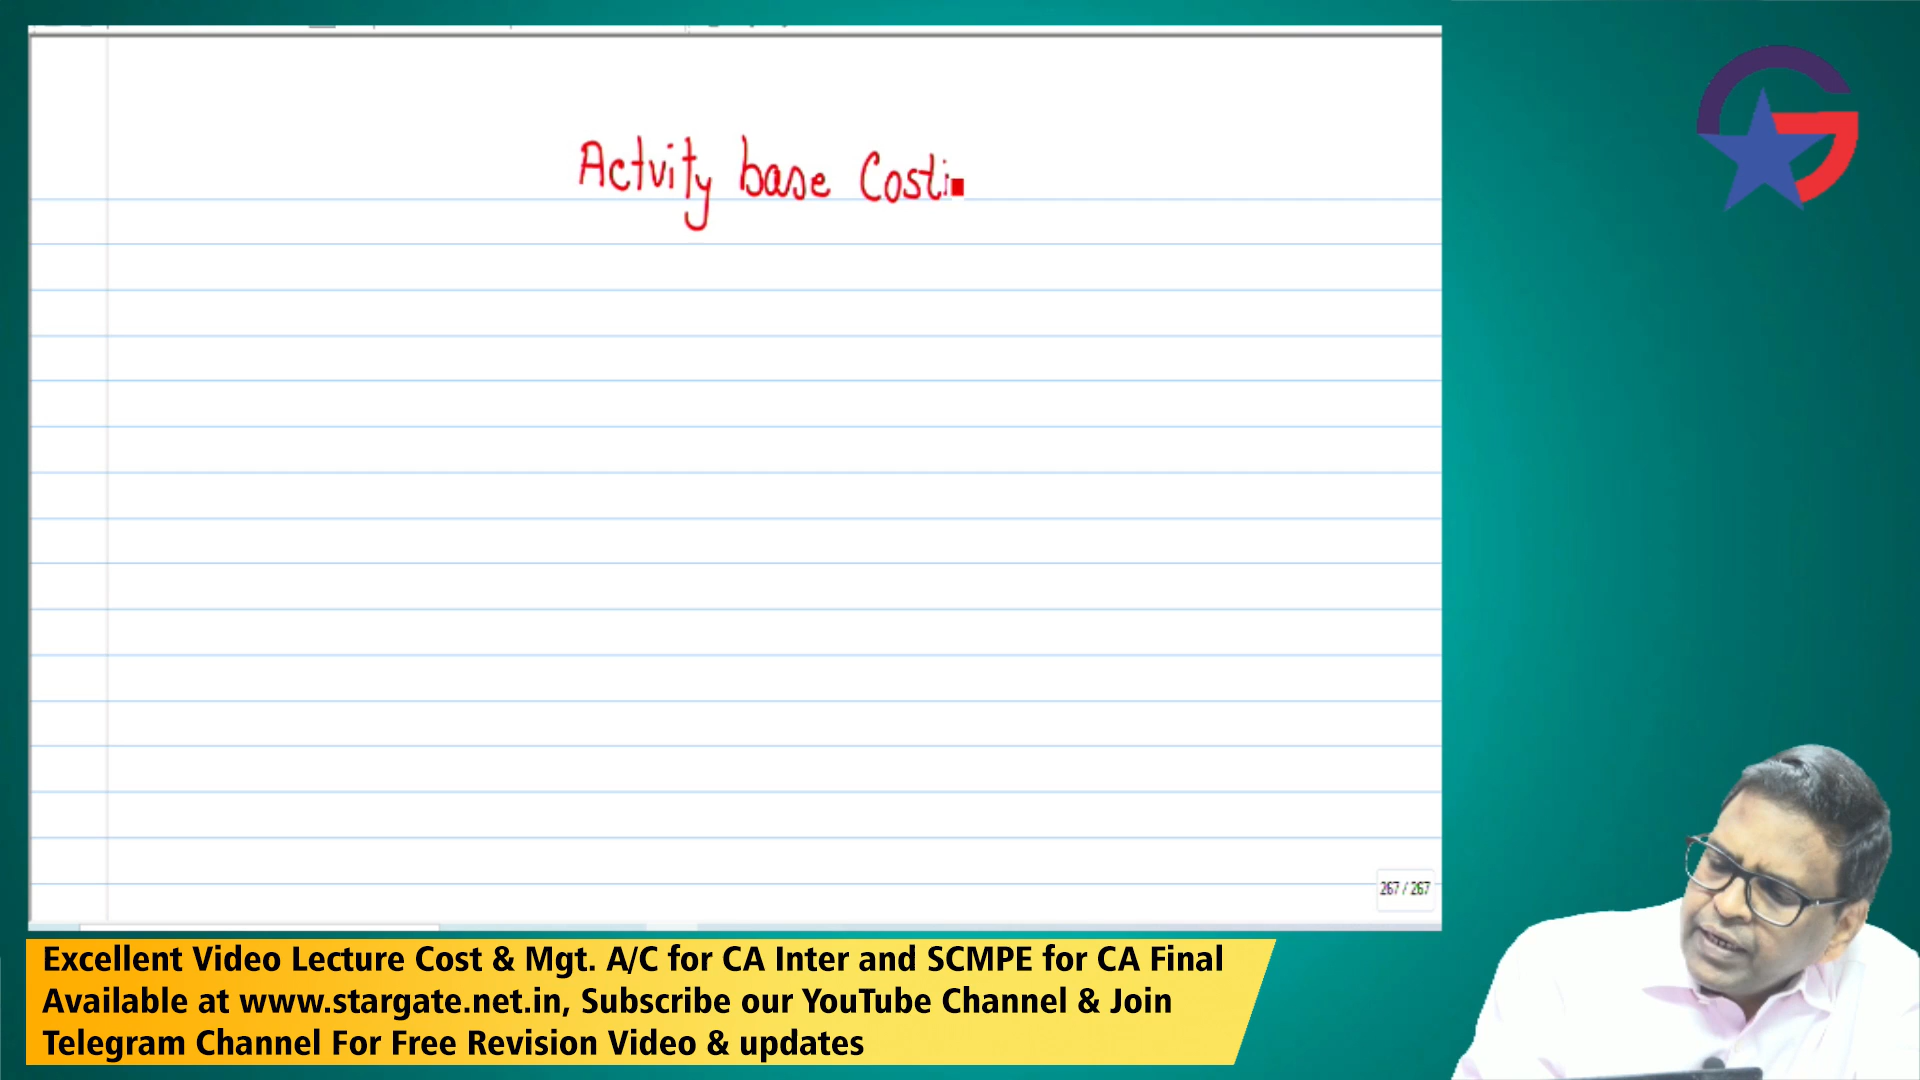 Actvity base Costi
267 / 267
Excellent Video Lecture Cost & Mgt. A/C for CA Inter and SCMPE for CA Final
Available at www.stargate.net.in, Subscribe our YouTube Channel & Join
Telegram Channel For Free Revision Video & updates